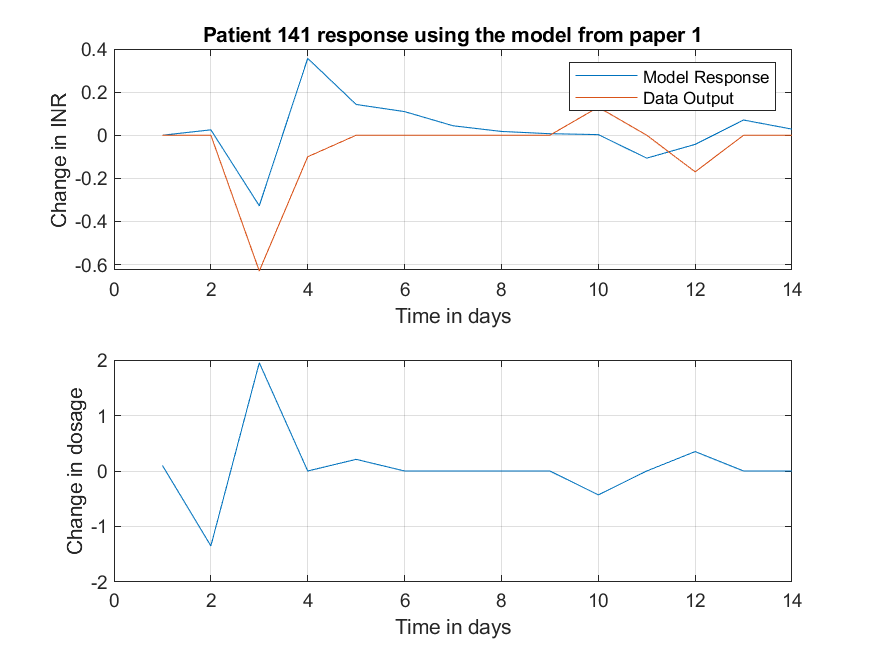 Patient 141 response using the model from paper 1
0.4
0.2
0
-0.2
-0.4
-0.6
Change in INR
Model Response
Data Output
0 2 4 6 8 10 12 14
Time in days
2
1
0
-1
-2
Change in dosage
0 2 4 6 8 10 12 14
Time in days